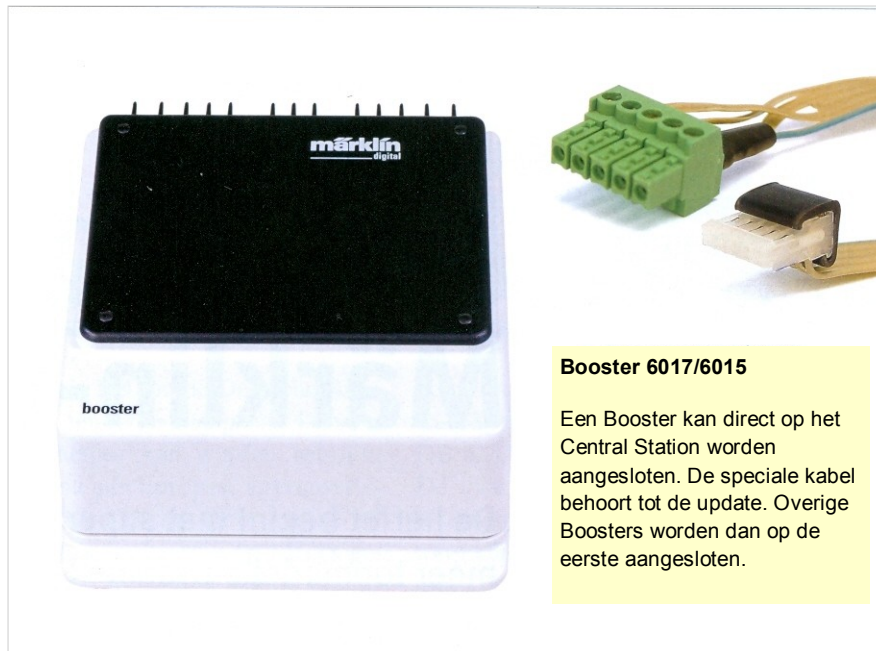 märklin
digital
booster
Booster 6017/6015
Een Booster kan direct op het
Central Station worden
aangesloten. De speciale kabel
behoort tot de update. Overige
Boosters worden dan op de
eerste aangesloten.